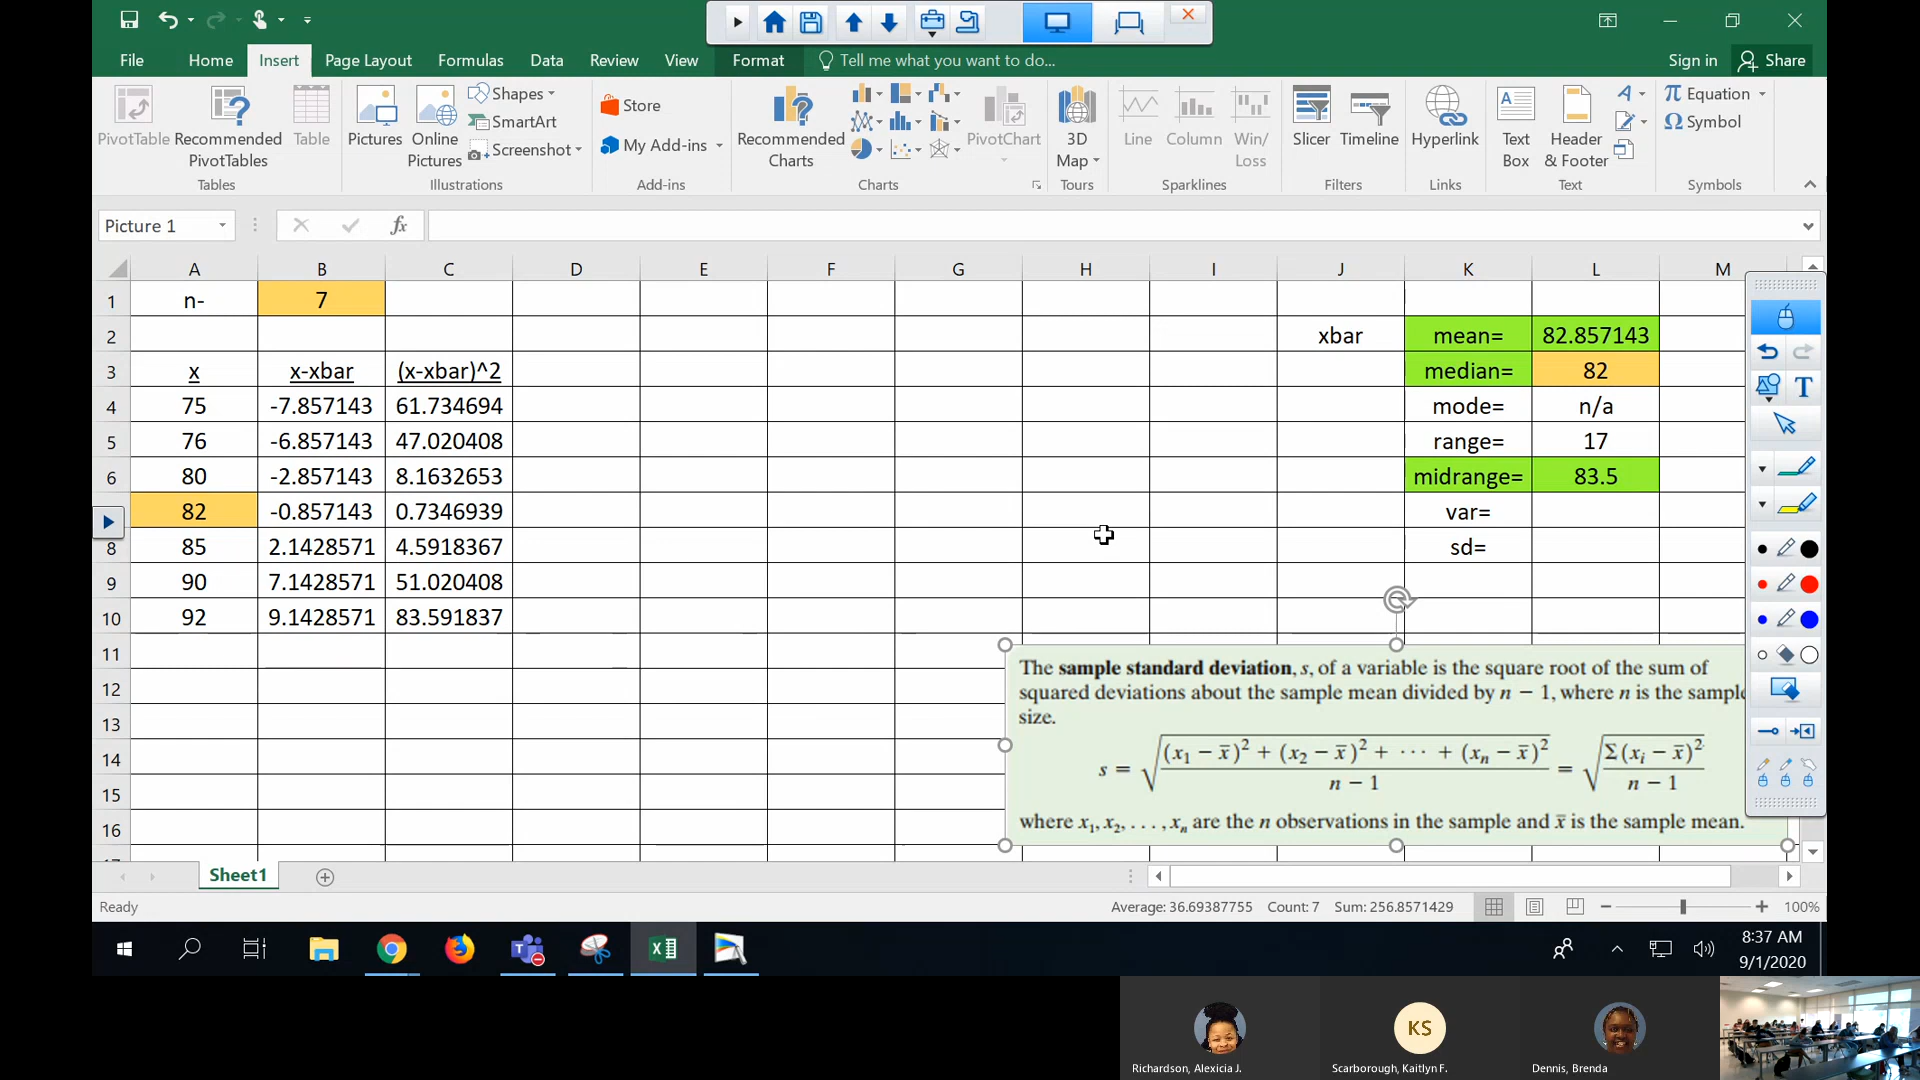 File Home Insert Page Layout Formulas Data Review View Format Tell me what you want to do... Sign in Share
PivotTable
Recommended
PivotTables
Table
Tables
Pictures
Online
Pictures
Shapes
SmartArt
Screenshot
Illustrations
Store
My Add-ins
Add-ins
Recommended
Charts
PivotChart
Charts
3D
Map
Tours
Line
Column
Win/
Loss
Sparklines
Slicer
Timeline
Filters
Hyperlink
Links
Text
Box
Header
& Footer
Text
π Equation
Ω Symbol
Symbols
Picture 1
fx
A B C D E F G H I J K L M
1 n- 7
2 xbar mean= 82.857143
3 x x-xbar (x-xbar)^2 median= 82
4 75 -7.857143 61.734694 mode= n/a
5 76 -6.857143 47.020408 range= 17
6 80 -2.857143 8.1632653 midrange= 83.5
82 -0.857143 0.7346939 var=
8 85 2.1428571 4.5918367 sd=
9 90 7.1428571 51.020408
10 92 9.1428571 83.591837
11
12
13
14
15
16
The sample standard deviation, s, of a variable is the square root of the sum of
squared deviations about the sample mean divided by n − 1, where n is the sample
size.
s = √((x₁ − x̄)² + (x₂ − x̄)² + ··· + (xₙ − x̄)² / n − 1) = √(Σ(xᵢ − x̄)² / n − 1)
where x₁, x₂, . . . , xₙ are the n observations in the sample and x̄ is the sample mean.
T
Sheet1
Ready Average: 36.69387755 Count: 7 Sum: 256.8571429 100%
8:37 AM
9/1/2020
KS
Richardson, Alexicia J. Scarborough, Kaitlyn F. Dennis, Brenda